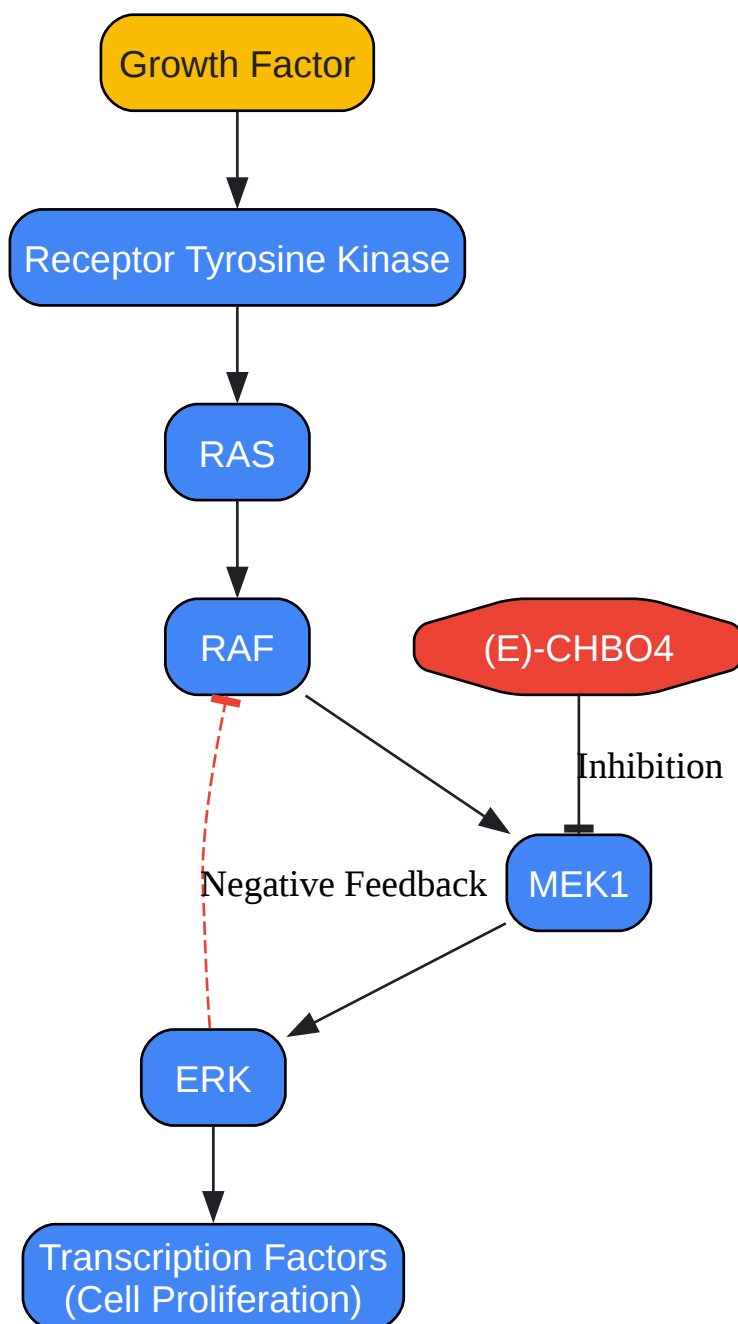 Growth Factor
Receptor Tyrosine Kinase
RAS
RAF
(E)-CHBO4
Inhibition
Negative Feedback
MEK1
ERK
Transcription Factors
(Cell Proliferation)